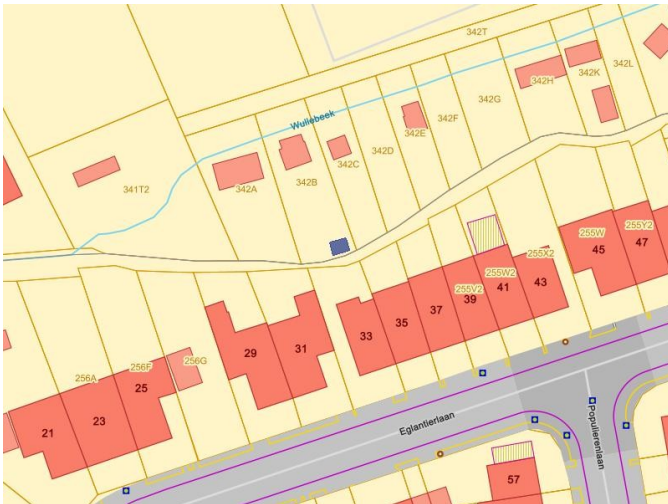 342T
342L
342K
342H
342G
342F
342E
342D
342C
342B
342A
341T2
Wullebeek
255Y2
255W
47
45
255X2
43
255W2
41
255V2
39
37
35
33
31
29
256G
256F
25
256A
23
21
Eglantierlaan
Populierenlaan
57